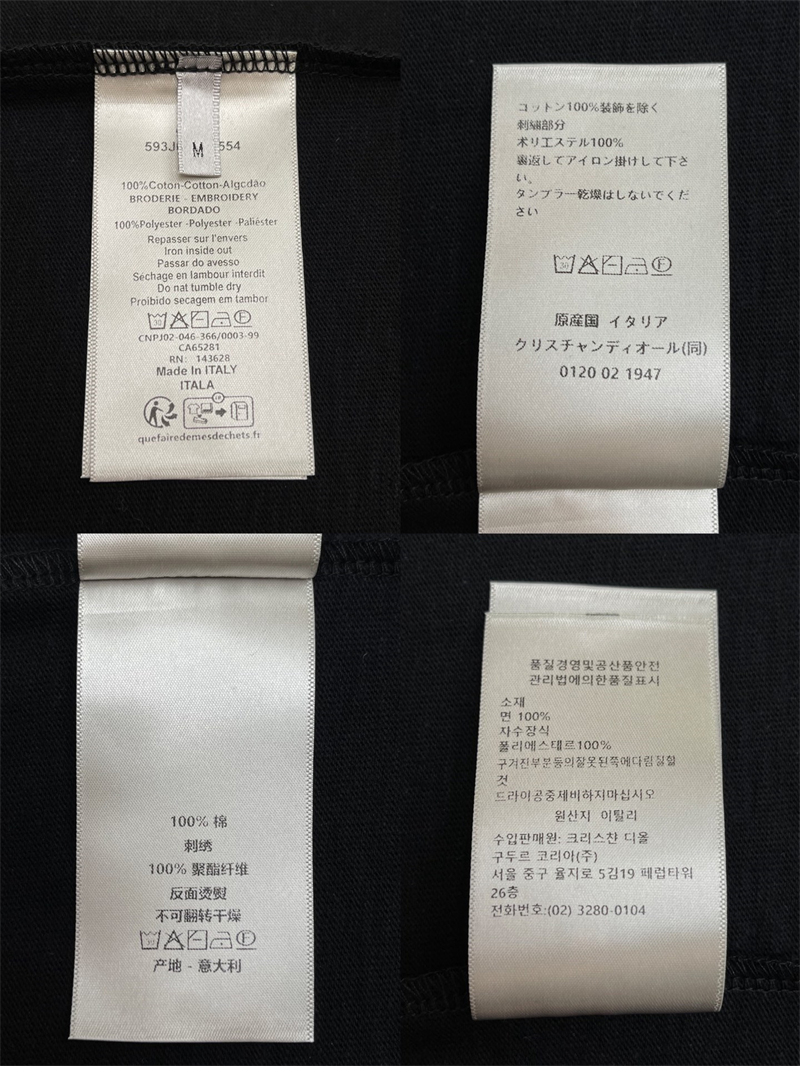 M
554
100%Coton-Cotton-Algcdão
BRODERIE - EMBROIDERY
BORDADO
100%Polyester -Polyester -Paliéster
Repasser sur l'envers
Iron inside out
Passar do avesso
Séchage en lambour interdit
Do nat tumble dry
Proibido secagem em tambor
30
CNPJ02-046-366/0003-99
CA65281
RN: 143628
Made In ITALY
ITALA
FR
quefairedemesdechets.fr
コットン100%装飾を除く
刺繍部分
ポリエステル100%
裏返してアイロン掛けして下さ
い。
タンブラー乾燥はしないでくだ
さい
30
原産国 イタリア
クリスチャンディオール(同)
0120 02 1947
100% 棉
刺绣
100% 聚酯纤维
反面烫熨
不可翻转干燥
30
产地 - 意大利
품질경영및공산품안전
관리법에의한품질표시
소재
면 100%
자수장식
폴리에스테르100%
구겨진부분등의잘못된쪽에다림질할
것
드라이공중제비하지마십시오
원산지 이탈리
수입판매원: 크리스챤 디올
구두르 코리아(주)
서울 중구 율지로 5김19 페럽타워
26층
전화번호:(02) 3280-0104